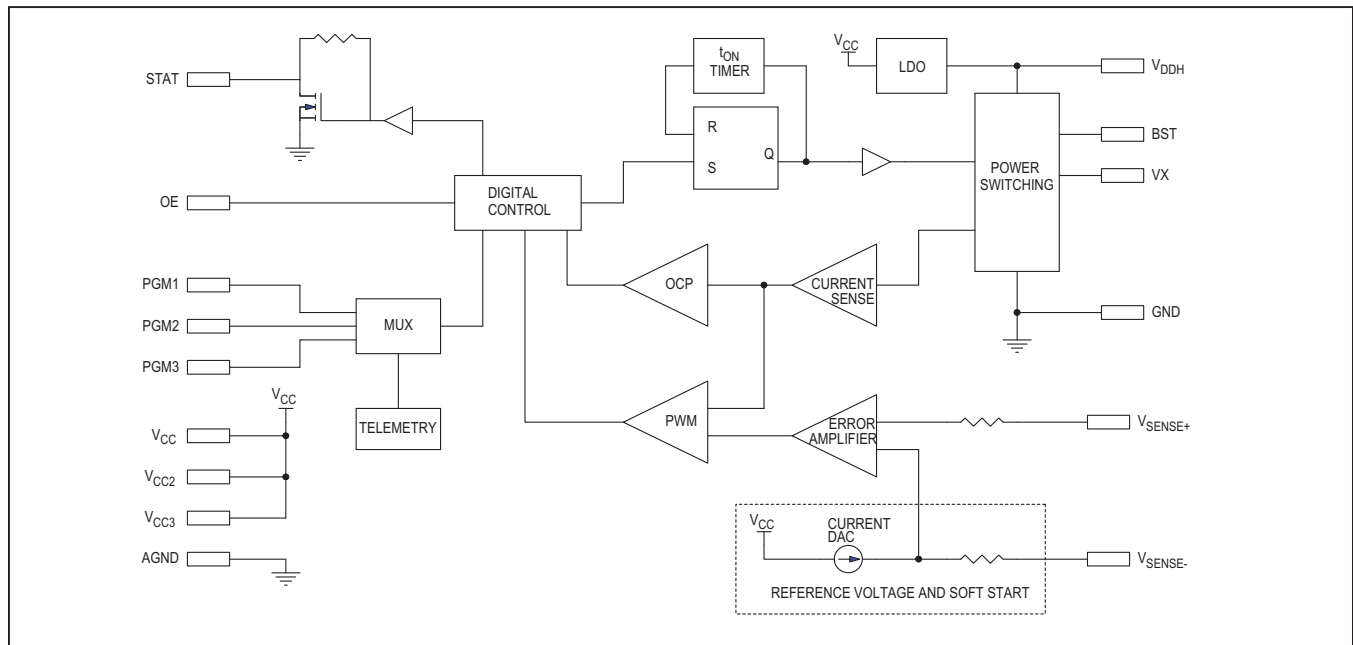 STAT
OE
PGM1
PGM2
PGM3
VCC
VCC
VCC2
VCC3
AGND
MUX
TELEMETRY
DIGITAL
CONTROL
tON
TIMER
R
S
Q
VCC
LDO
POWER
SWITCHING
VDDH
BST
VX
GND
OCP
CURRENT
SENSE
PWM
ERROR
AMPLIFIER
VSENSE+
VCC
CURRENT
DAC
VSENSE-
REFERENCE VOLTAGE AND SOFT START